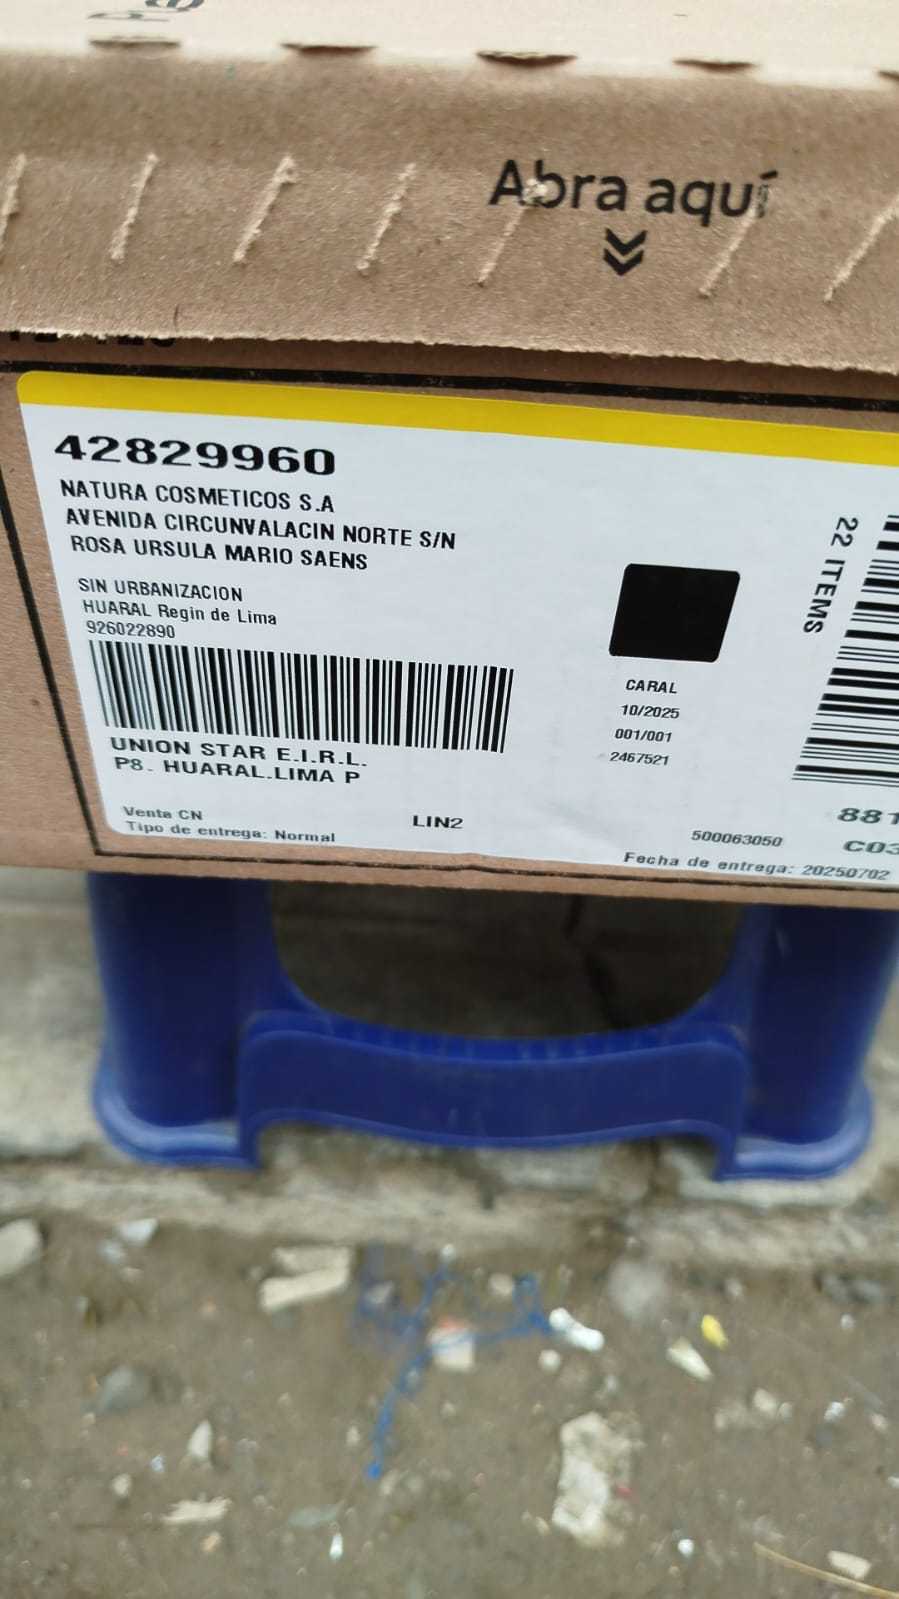 Abra aquí
42829960
NATURA COSMETICOS S.A
AVENIDA CIRCUNVALACIN NORTE S/N
ROSA URSULA MARIO SAENS
SIN URBANIZACION
HUARAL Regin de Lima
926022890
UNION STAR E.I.R.L.
P8. HUARAL.LIMA P
Venta CN
Tipo de entrega: Normal
LIN2
CARAL
10/2025
001/001
2467521
22 ITEMS
881
500063050
C03
Fecha de entrega: 20250702